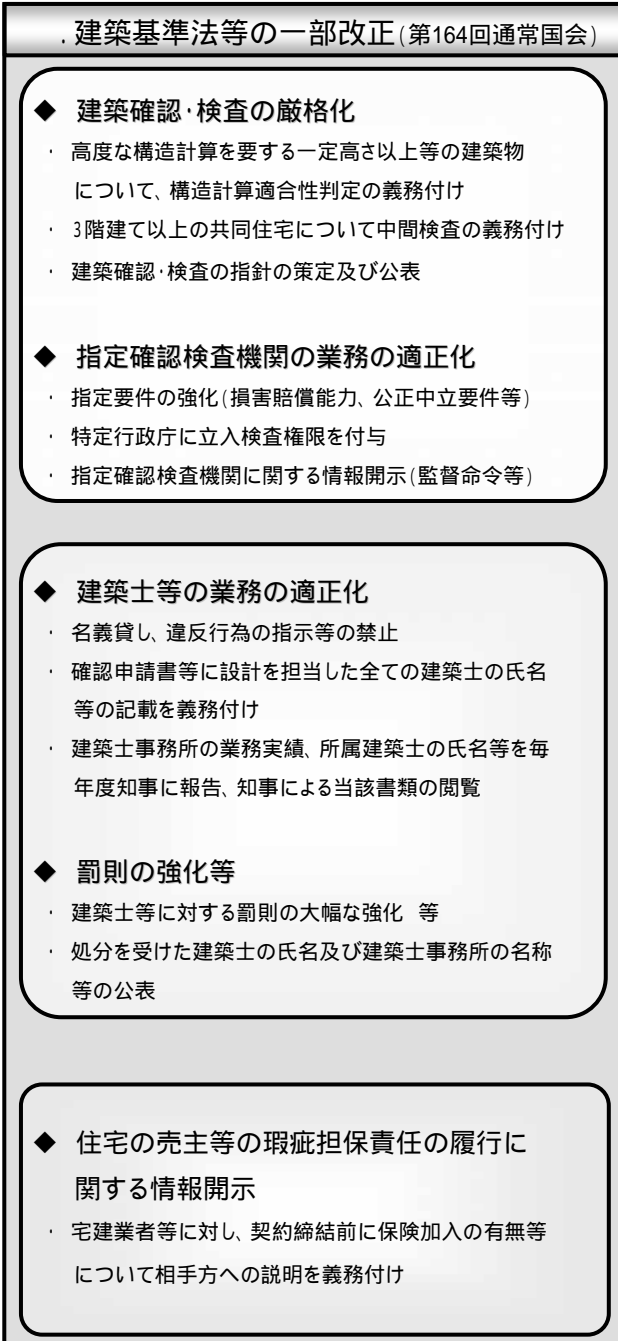 ．建築基準法等の一部改正(第164回通常国会)
◆ 建築確認・検査の厳格化
・ 高度な構造計算を要する一定高さ以上等の建築物
について、構造計算適合性判定の義務付け
・ 3階建て以上の共同住宅について中間検査の義務付け
・ 建築確認・検査の指針の策定及び公表
◆ 指定確認検査機関の業務の適正化
・ 指定要件の強化(損害賠償能力、公正中立要件等)
・ 特定行政庁に立入検査権限を付与
・ 指定確認検査機関に関する情報開示(監督命令等)
◆ 建築士等の業務の適正化
・ 名義貸し、違反行為の指示等の禁止
・ 確認申請書等に設計を担当した全ての建築士の氏名
等の記載を義務付け
・ 建築士事務所の業務実績、所属建築士の氏名等を毎
年度知事に報告、知事による当該書類の閲覧
◆ 罰則の強化等
・ 建築士等に対する罰則の大幅な強化 等
・ 処分を受けた建築士の氏名及び建築士事務所の名称
等の公表
◆ 住宅の売主等の瑕疵担保責任の履行に
関する情報開示
・ 宅建業者等に対し、契約締結前に保険加入の有無等
について相手方への説明を義務付け